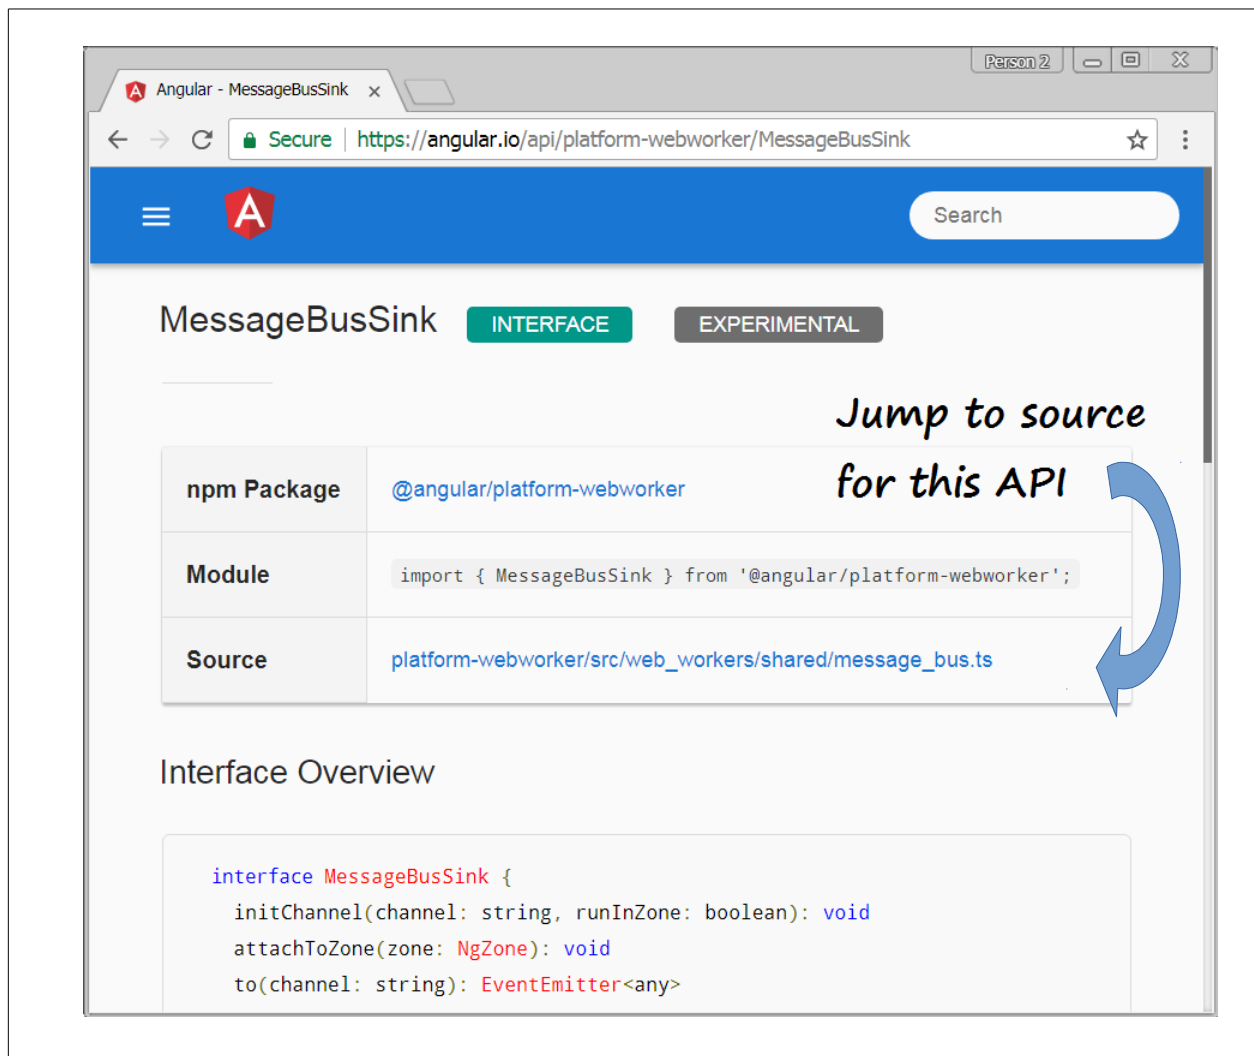 Person 2
Angular - MessageBusSink
Secure https://angular.io/api/platform-webworker/MessageBusSink
Search
MessageBusSink INTERFACE EXPERIMENTAL
Jump to source
for this API
npm Package @angular/platform-webworker
Module import { MessageBusSink } from '@angular/platform-webworker';
Source platform-webworker/src/web_workers/shared/message_bus.ts
Interface Overview
interface MessageBusSink {
initChannel(channel: string, runInZone: boolean): void
attachToZone(zone: NgZone): void
to(channel: string): EventEmitter<any>